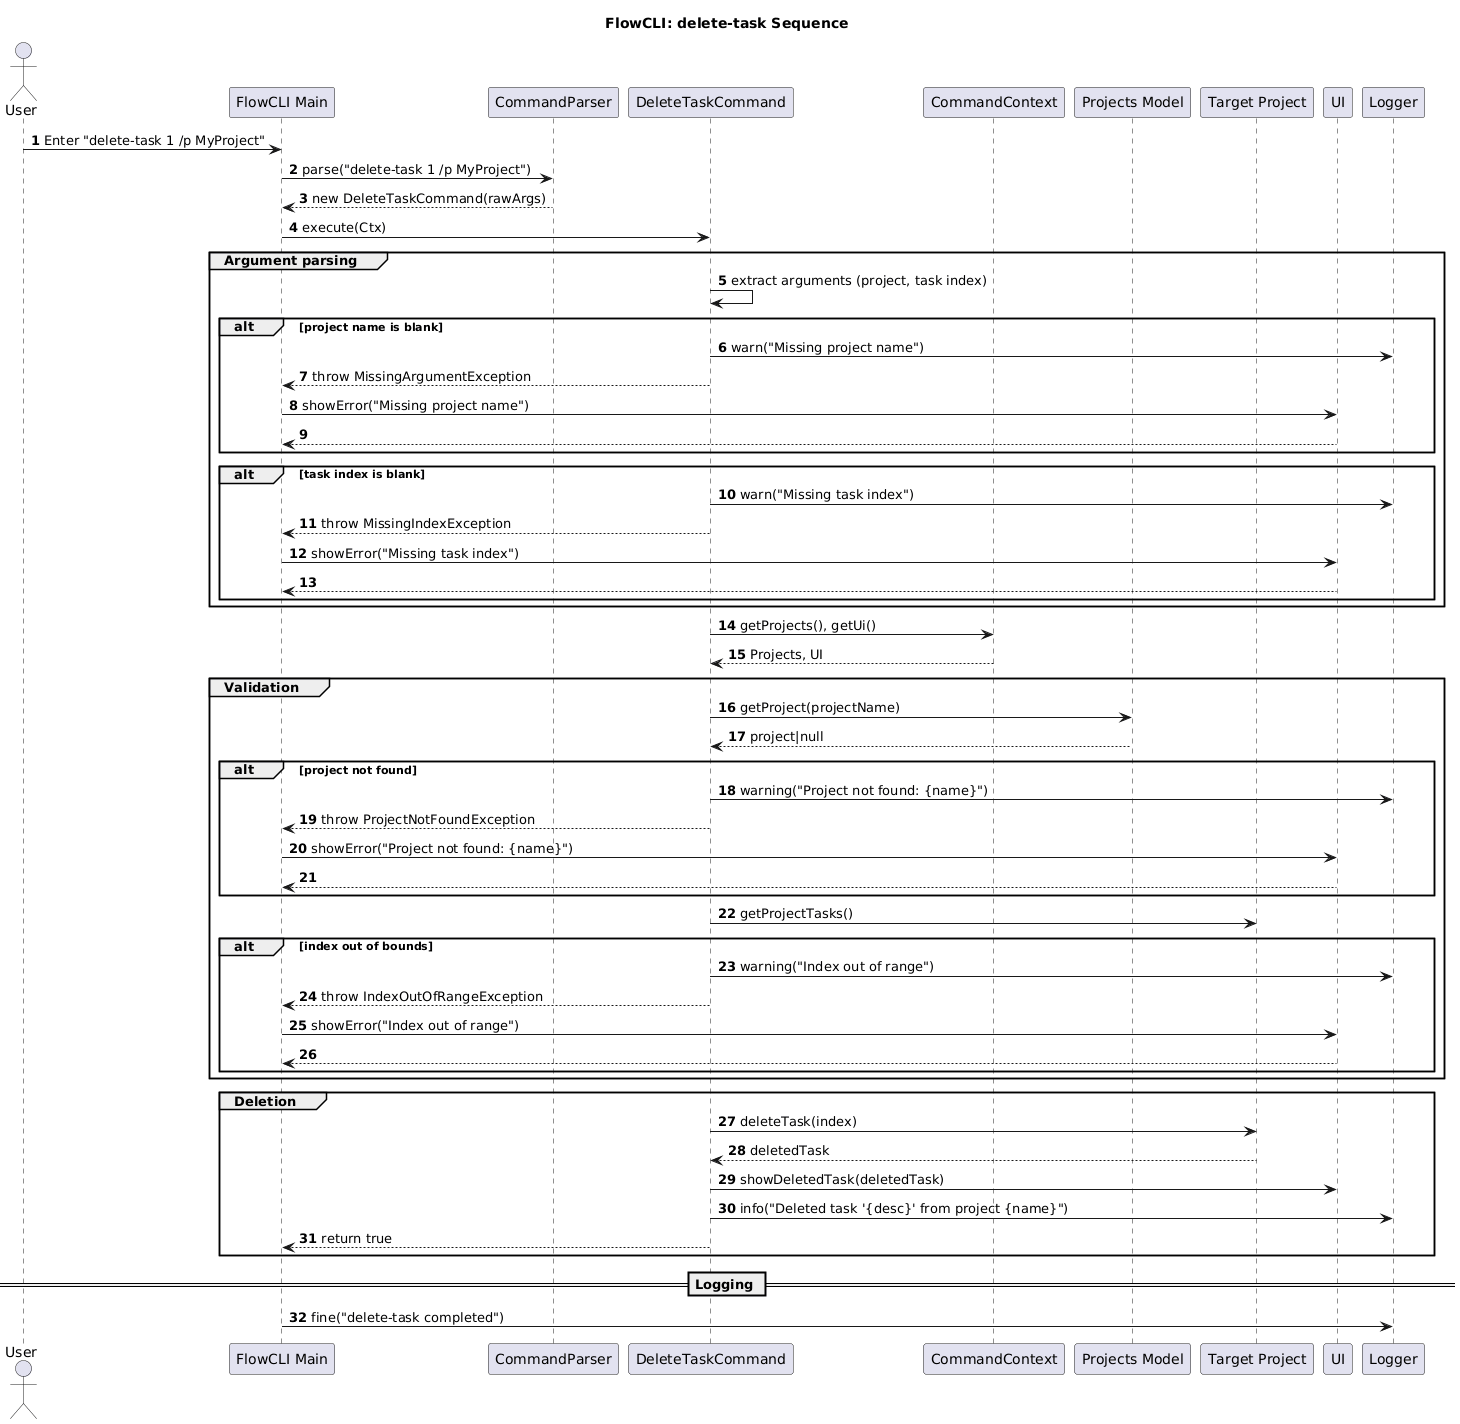 FlowCLI: delete-task Sequence
User
FlowCLI Main
CommandParser
DeleteTaskCommand
CommandContext
Projects Model
Target Project
UI
Logger
1 Enter "delete-task 1 /p MyProject"
2 parse("delete-task 1 /p MyProject")
3 new DeleteTaskCommand(rawArgs)
4 execute(Ctx)
Argument parsing
5 extract arguments (project, task index)
alt [project name is blank]
6 warn("Missing project name")
7 throw MissingArgumentException
8 showError("Missing project name")
9
alt [task index is blank]
10 warn("Missing task index")
11 throw MissingIndexException
12 showError("Missing task index")
13
14 getProjects(), getUi()
15 Projects, UI
Validation
16 getProject(projectName)
17 project|null
alt [project not found]
18 warning("Project not found: {name}")
19 throw ProjectNotFoundException
20 showError("Project not found: {name}")
21
22 getProjectTasks()
alt [index out of bounds]
23 warning("Index out of range")
24 throw IndexOutOfRangeException
25 showError("Index out of range")
26
Deletion
27 deleteTask(index)
28 deletedTask
29 showDeletedTask(deletedTask)
30 info("Deleted task '{desc}' from project {name}")
31 return true
Logging
32 fine("delete-task completed")
User
FlowCLI Main
CommandParser
DeleteTaskCommand
CommandContext
Projects Model
Target Project
UI
Logger